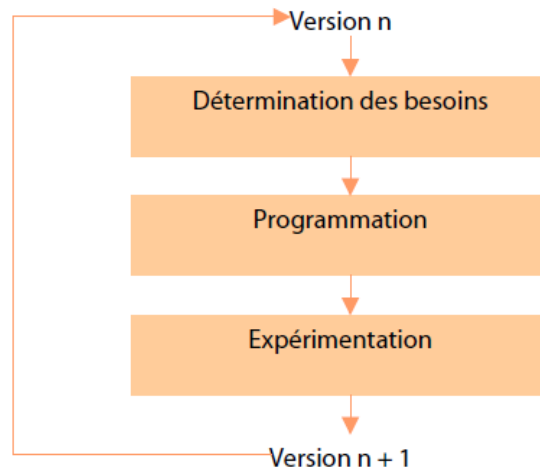 Version n
Détermination des besoins
Programmation
Expérimentation
Version n + 1